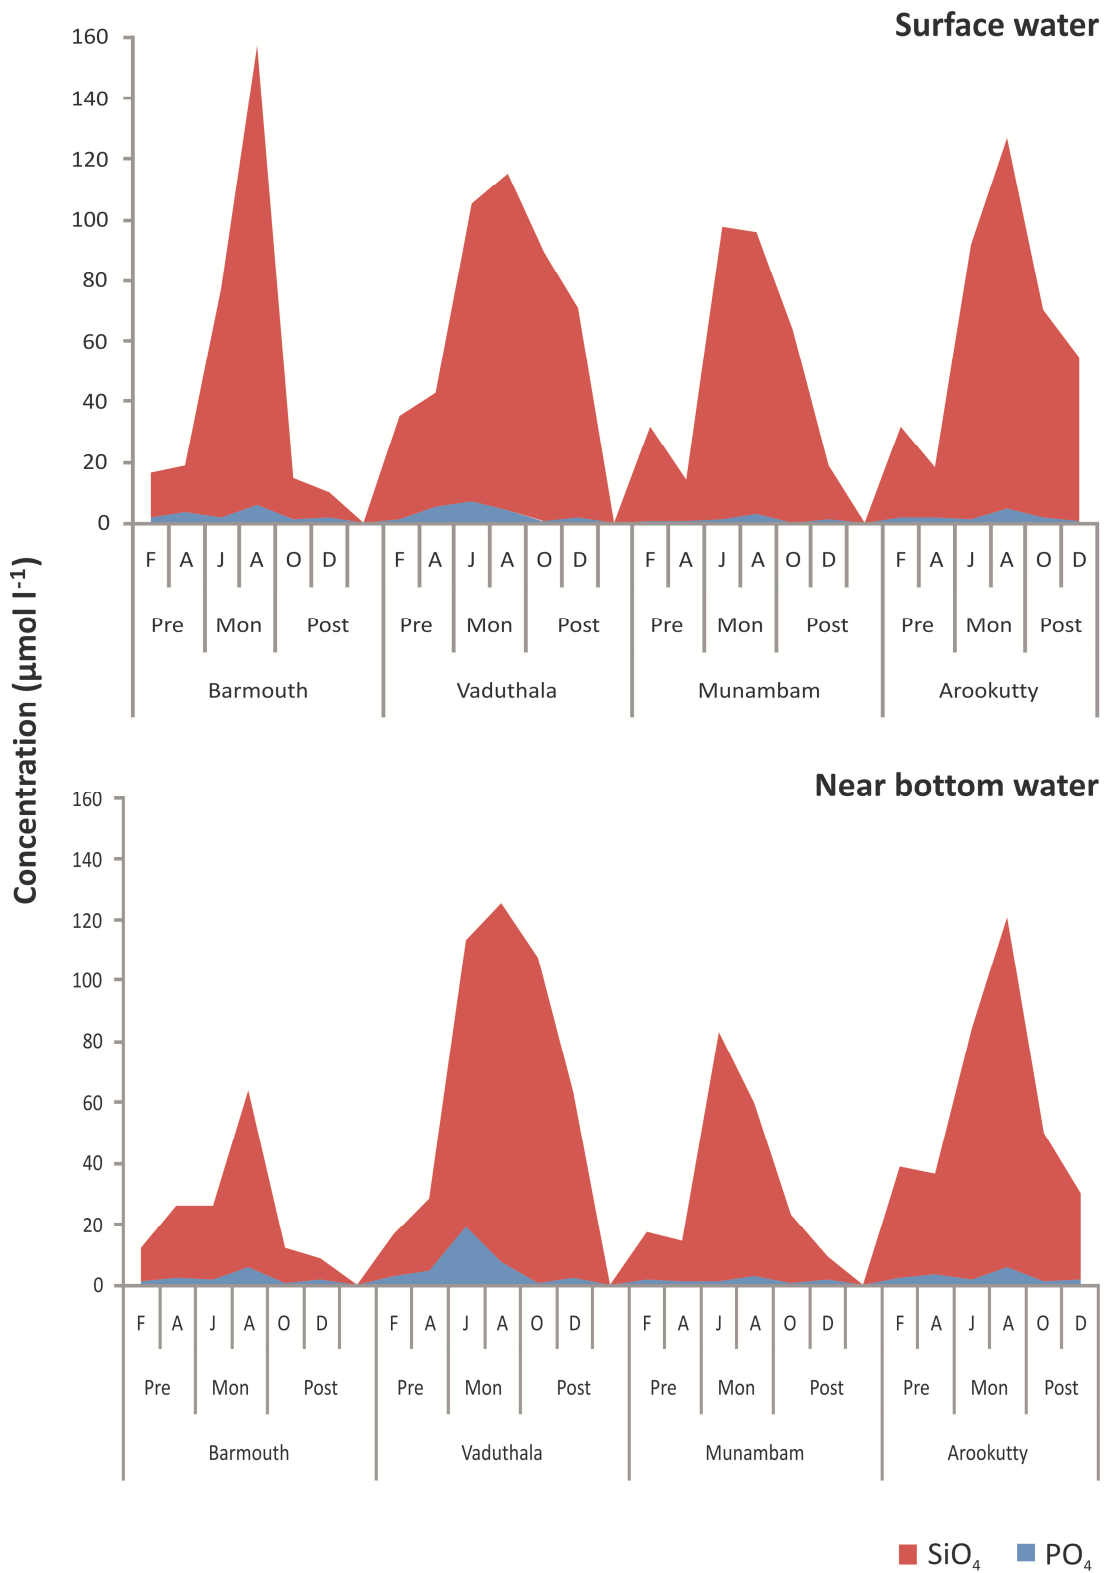 Surface water
160
140
120
100
80
60
40
20
0
F A J A O D F A J A O D F A J A O D F A J A O D
Pre Mon Post Pre Mon Post Pre Mon Post Pre Mon Post
Barmouth Vaduthala Munambam Arookutty
Concentration (µmol l-1)
Near bottom water
160
140
120
100
80
60
40
20
0
F A J A O D F A J A O D F A J A O D F A J A O D
Pre Mon Post Pre Mon Post Pre Mon Post Pre Mon Post
Barmouth Vaduthala Munambam Arookutty
SiO4 PO4